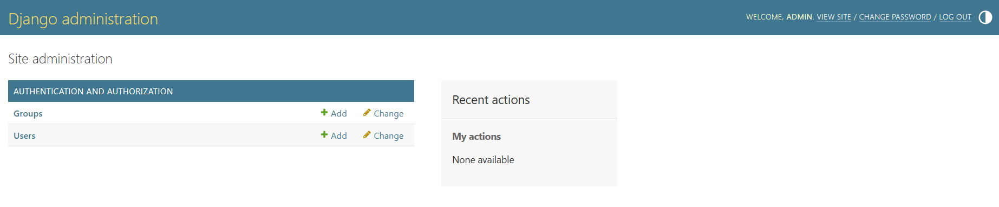 Django administration
WELCOME, ADMIN. VIEW SITE / CHANGE PASSWORD / LOG OUT
Site administration
AUTHENTICATION AND AUTHORIZATION
Groups Add Change
Users Add Change
Recent actions
My actions
None available